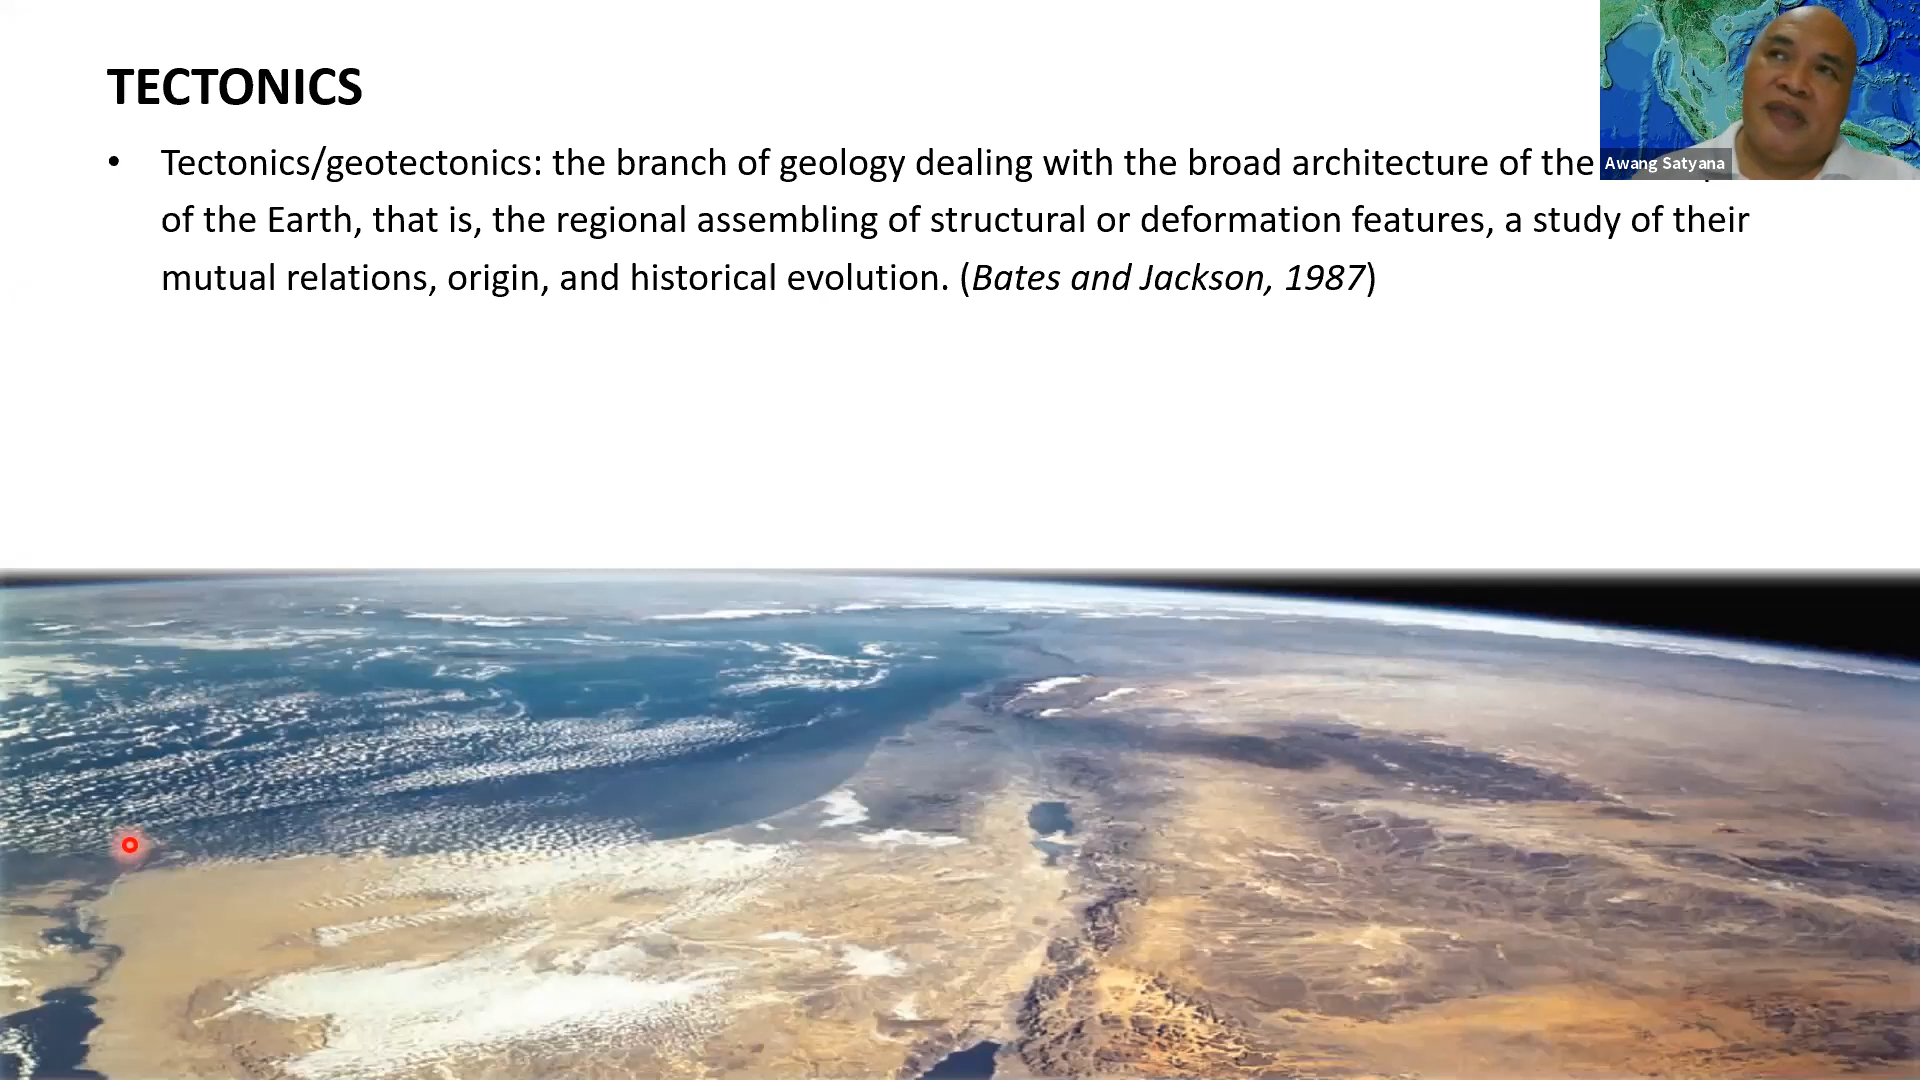 TECTONICS
• Tectonics/geotectonics: the branch of geology dealing with the broad architecture of the
Awang Satyana
of the Earth, that is, the regional assembling of structural or deformation features, a study of their
mutual relations, origin, and historical evolution. (Bates and Jackson, 1987)